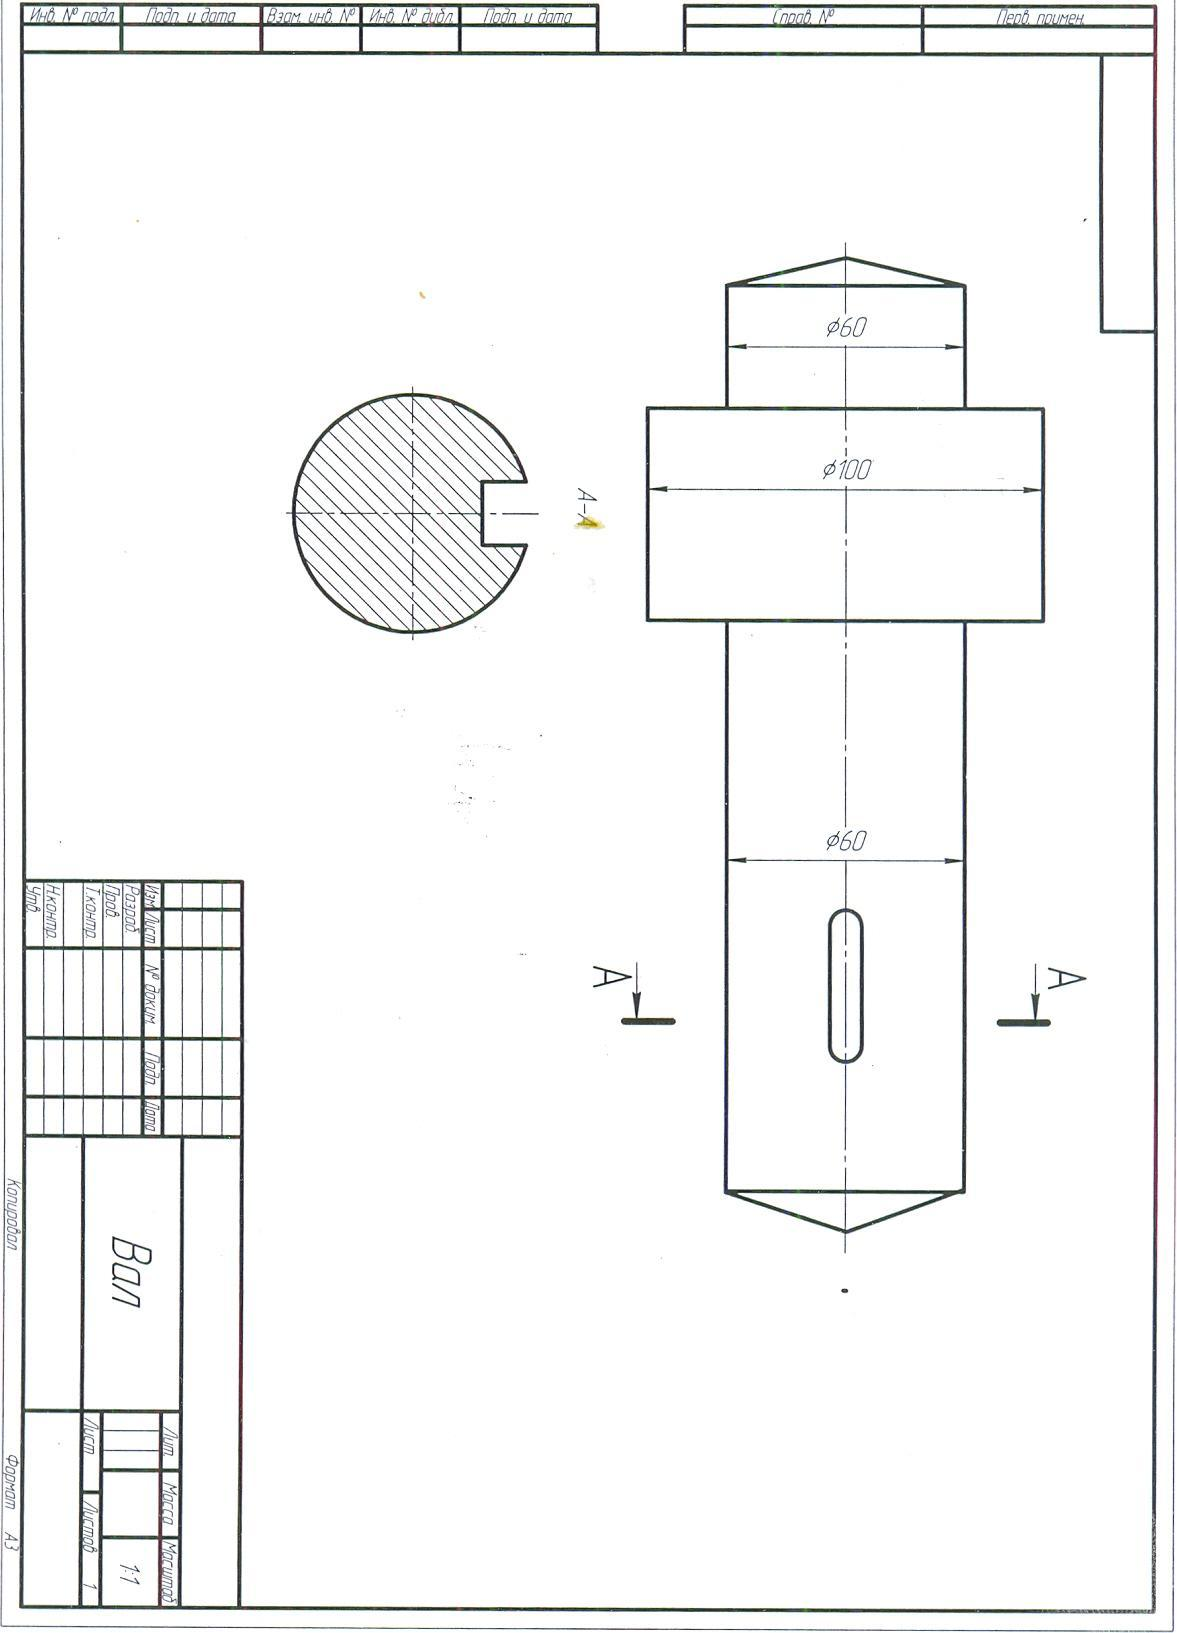 Перв. примен.
Справ. №
Подп. и дата
Инв. № дубл.
Взам. инв. №
Подп. и дата
Инв. № подл.
ϕ60
ϕ100
ϕ60
А
А
А-А
Изм. Лист № докум. Подп. Дата
Разраб.
Пров.
Т.контр.
Н.контр.
Утв.
Вал
Лит. Масса Масштаб
1:1
Лист Листов 1
Копировал Формат А3